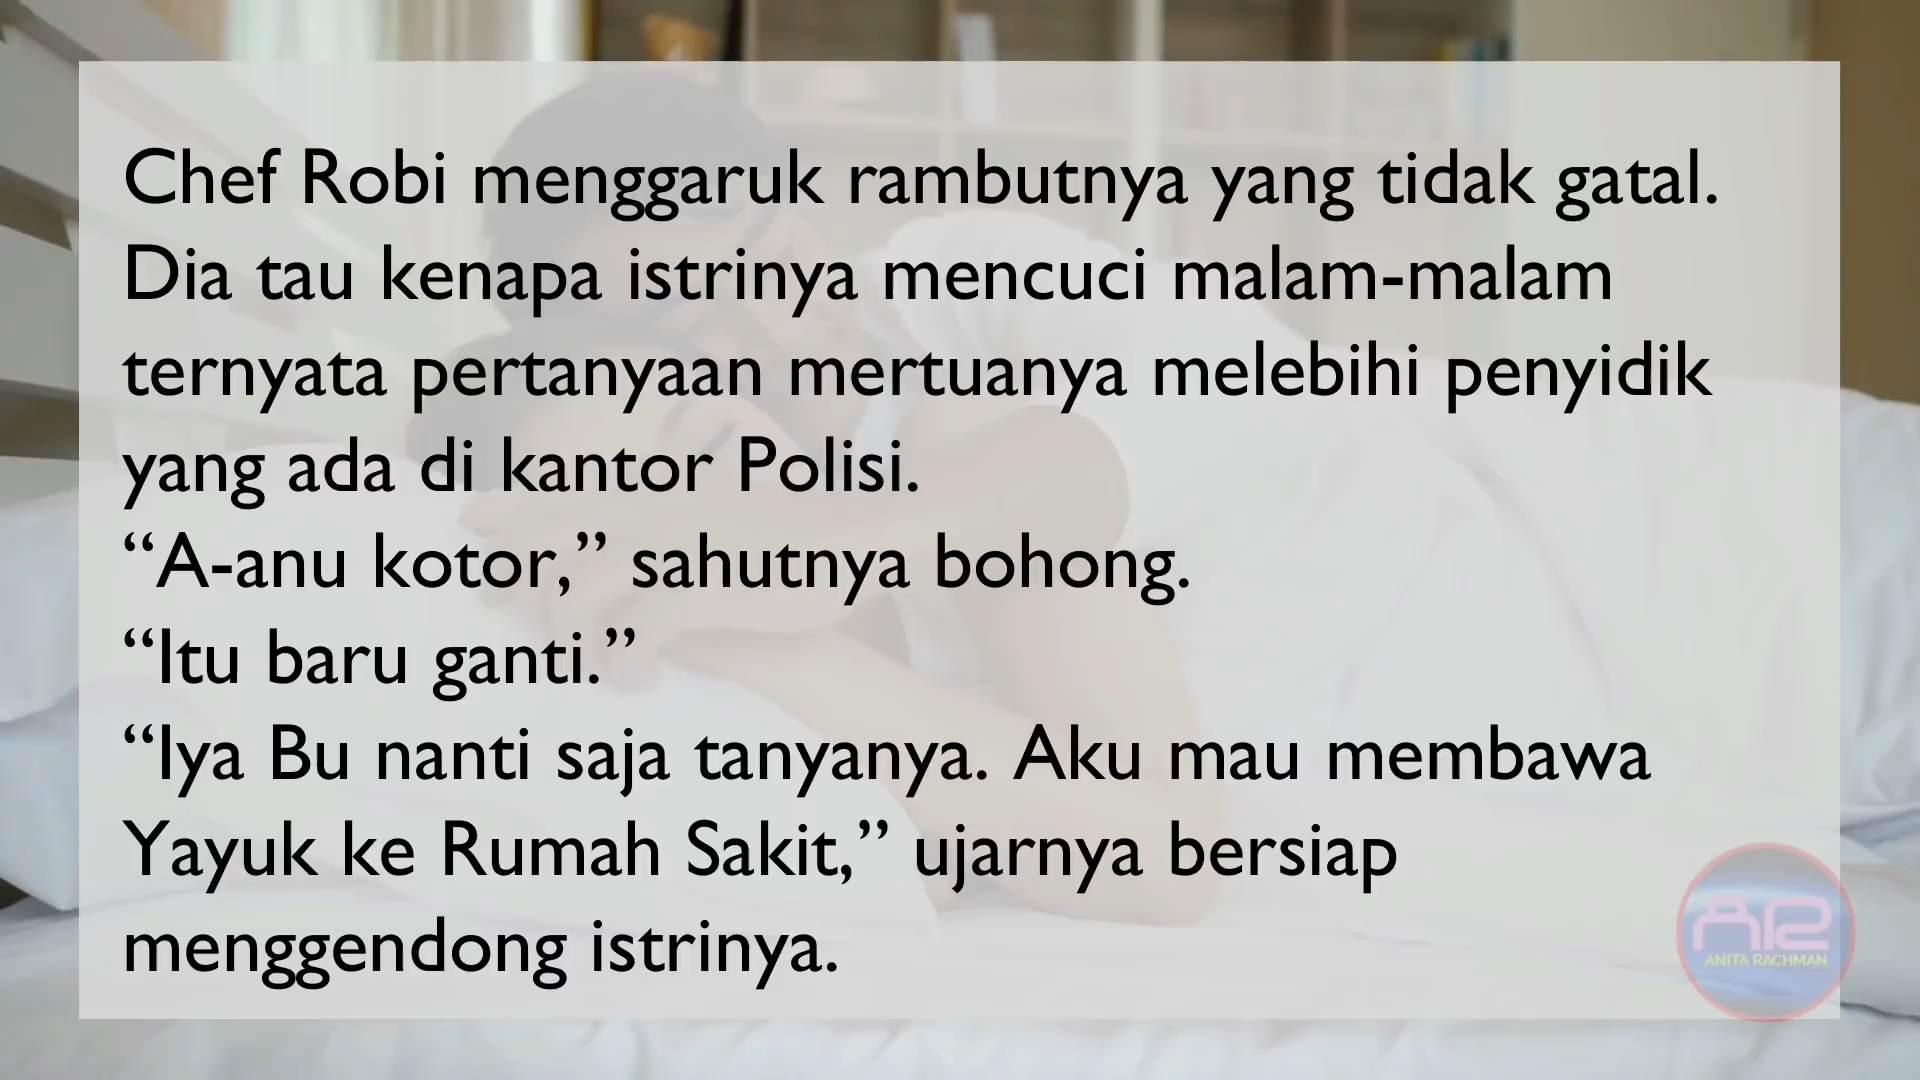 Chef Robi menggaruk rambutnya yang tidak gatal.
Dia tau kenapa istrinya mencuci malam-malam
ternyata pertanyaan mertuanya melebihi penyidik
yang ada di kantor Polisi.
“A-anu kotor,” sahutnya bohong.
“Itu baru ganti.”
“Iya Bu nanti saja tanyanya. Aku mau membawa
Yayuk ke Rumah Sakit,” ujarnya bersiap
menggendong istrinya.
AR
ANITA RACHMAN